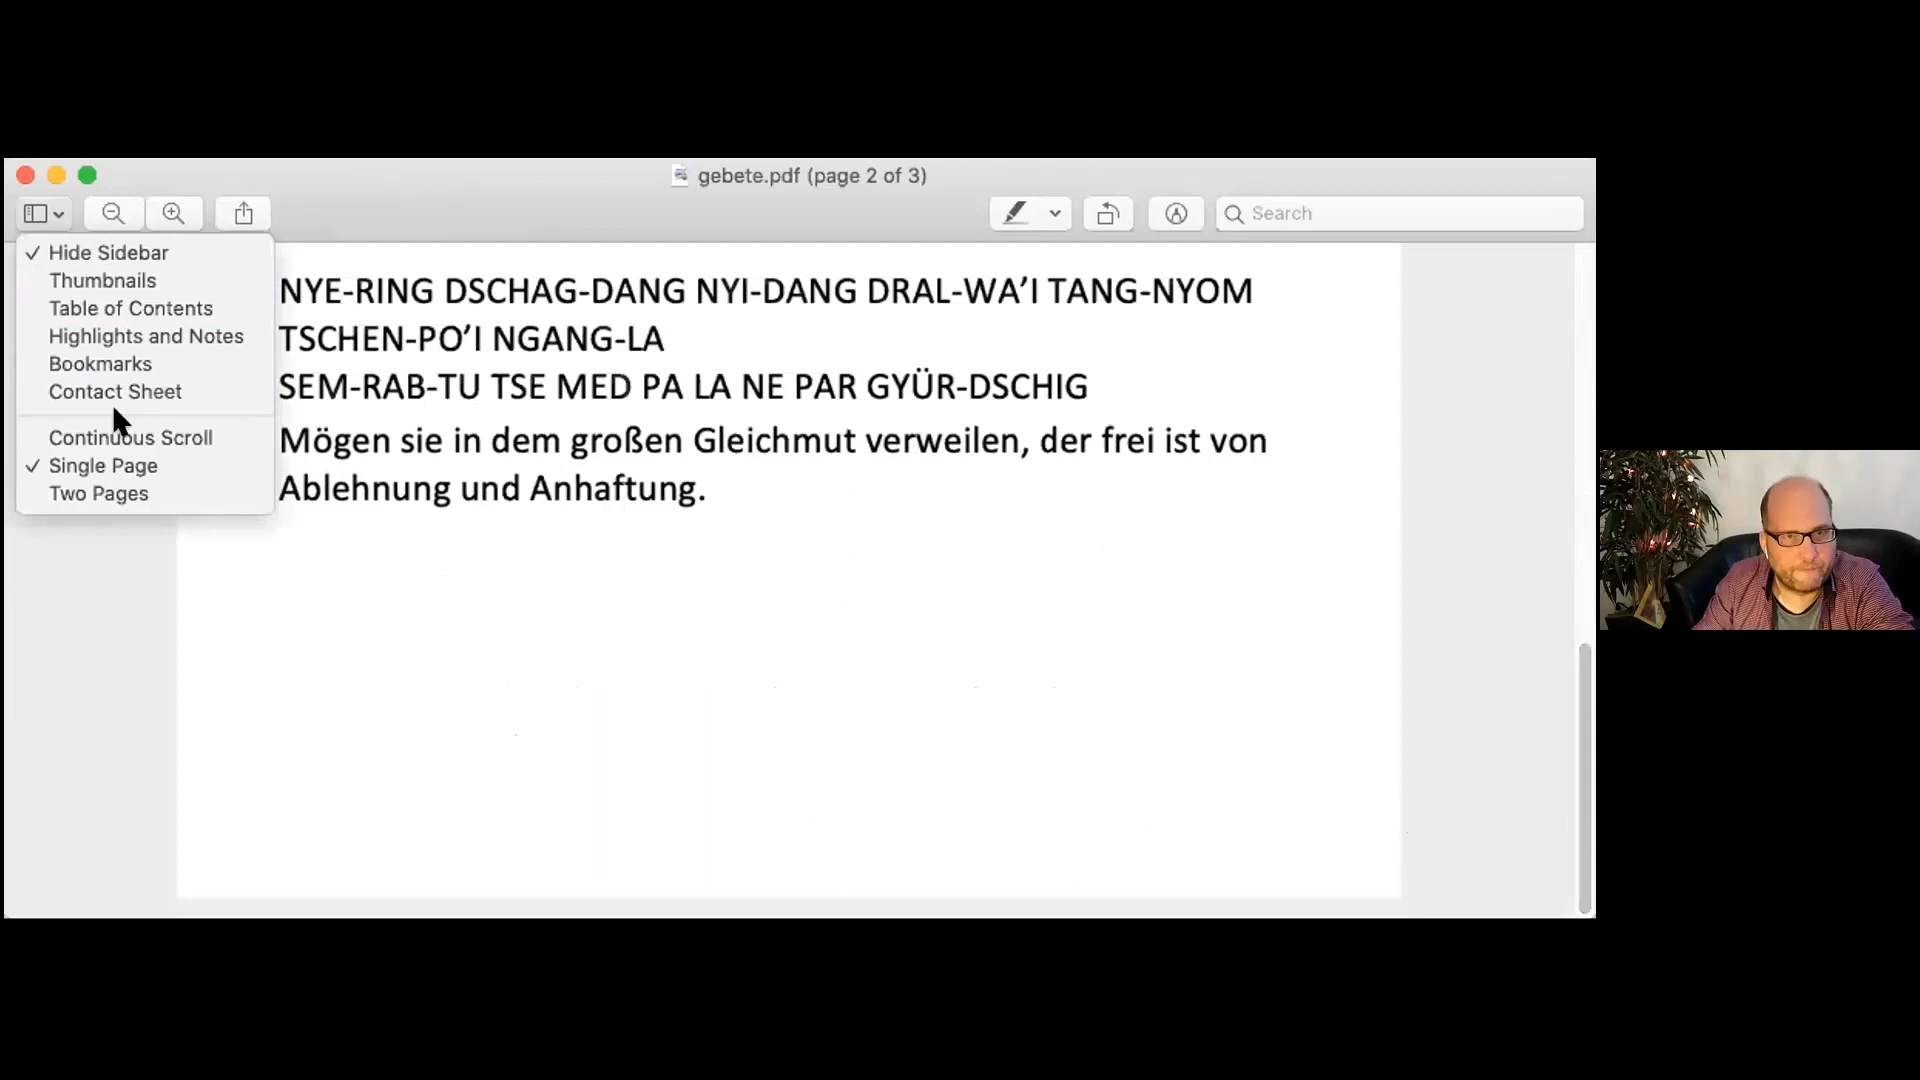 gebete.pdf (page 2 of 3)
Search
Hide Sidebar
Thumbnails
Table of Contents
Highlights and Notes
Bookmarks
Contact Sheet
Continuous Scroll
Single Page
Two Pages
NYE-RING DSCHAG-DANG NYI-DANG DRAL-WA’I TANG-NYOM
TSCHEN-PO’I NGANG-LA
SEM-RAB-TU TSE MED PA LA NE PAR GYÜR-DSCHIG
Mögen sie in dem großen Gleichmut verweilen, der frei ist von
Ablehnung und Anhaftung.